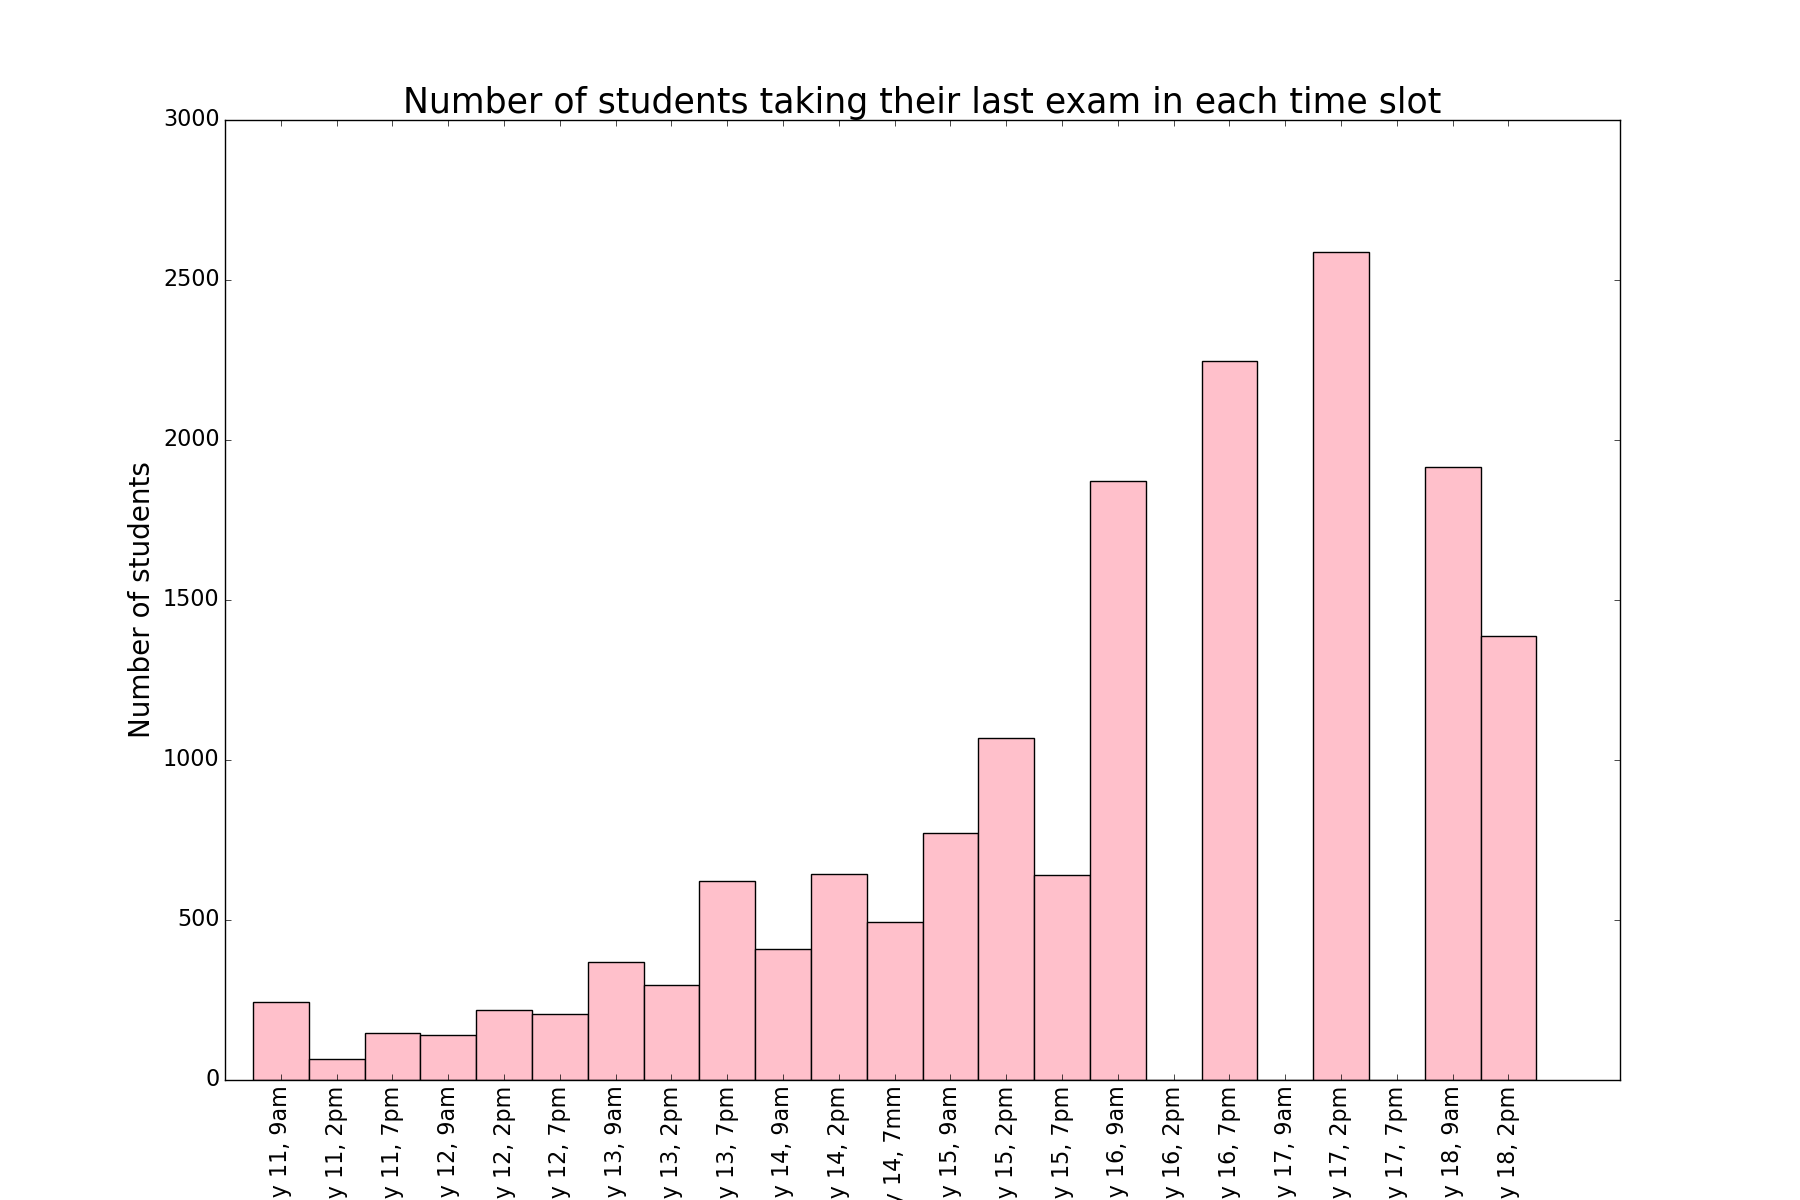 Number of students taking their last exam in each time slot
3000
2500
2000
1500
1000
500
0
Number of students
y 11, 9am
y 11, 2pm
y 11, 7pm
y 12, 9am
y 12, 2pm
y 12, 7pm
y 13, 9am
y 13, 2pm
y 13, 7pm
y 14, 9am
y 14, 2pm
y 14, 7mm
y 15, 9am
y 15, 2pm
y 15, 7pm
y 16, 9am
y 16, 2pm
y 16, 7pm
y 17, 9am
y 17, 2pm
y 17, 7pm
y 18, 9am
y 18, 2pm